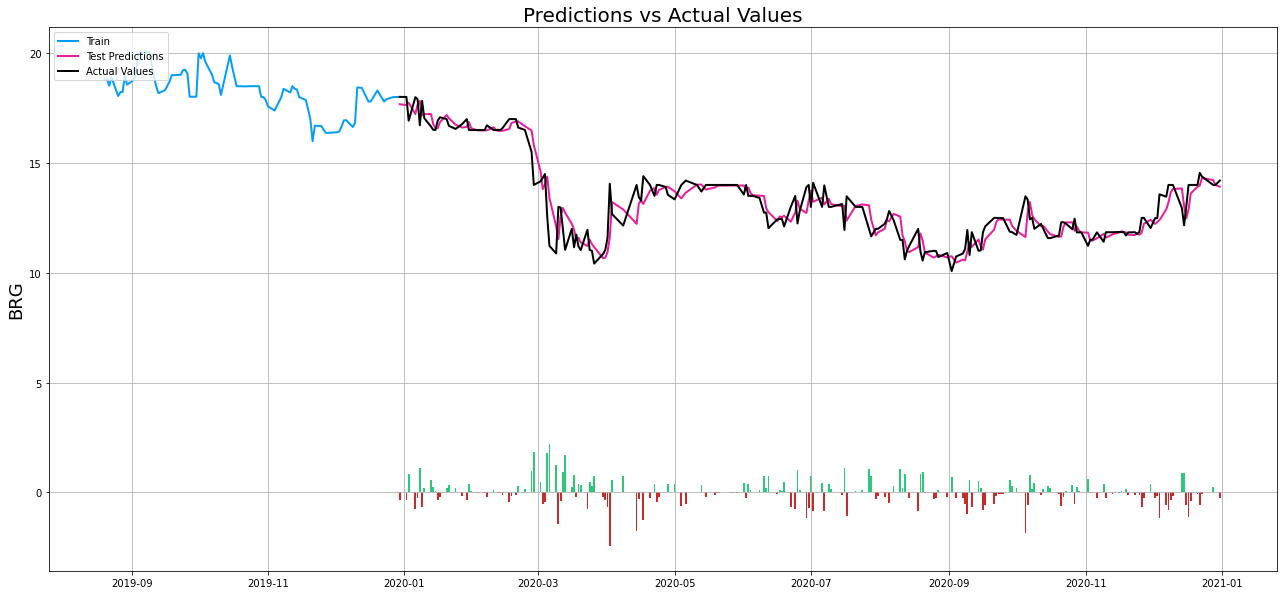 Predictions vs Actual Values
Train
Test Predictions
Actual Values
BRG
20
15
10
5
0
2019-09
2019-11
2020-01
2020-03
2020-05
2020-07
2020-09
2020-11
2021-01